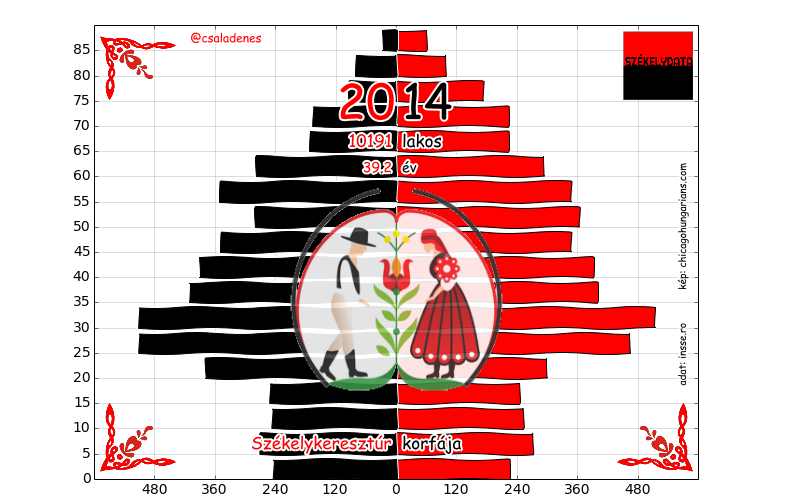 @csaladenes
SZÉKELYDATA
2014
10191 lakos
39.2 év
Székelykeresztúr korfája
kép: chicagohungarians.com
adat: insse.ro
85
80
75
70
65
60
55
50
45
40
35
30
25
20
15
10
5
0
480 360 240 120 0 120 240 360 480